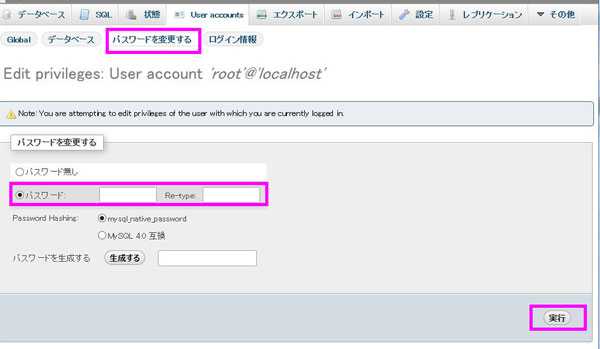 データベース SQL 状態 User accounts エクスポート インポート 設定 レプリケーション その他
Global データベース パスワードを変更する ログイン情報
Edit privileges: User account 'root'@'localhost'
Note: You are attempting to edit privileges of the user with which you are currently logged in.
パスワードを変更する
パスワード無し
パスワード: Re-type:
Password Hashing: mysql_native_password
MySQL 4.0 互換
パスワードを生成する 生成する
実行